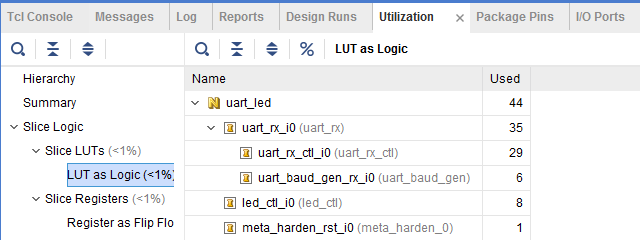 Tcl Console Messages Log Reports Design Runs Utilization × Package Pins I/O Ports
% LUT as Logic
Hierarchy
Summary
Slice Logic
Slice LUTs (<1%)
LUT as Logic (<1%)
Slice Registers (<1%)
Register as Flip Flo
Name Used
N uart_led 44
uart_rx_i0 (uart_rx) 35
uart_rx_ctl_i0 (uart_rx_ctl) 29
uart_baud_gen_rx_i0 (uart_baud_gen) 6
led_ctl_i0 (led_ctl) 8
meta_harden_rst_i0 (meta_harden_0) 1